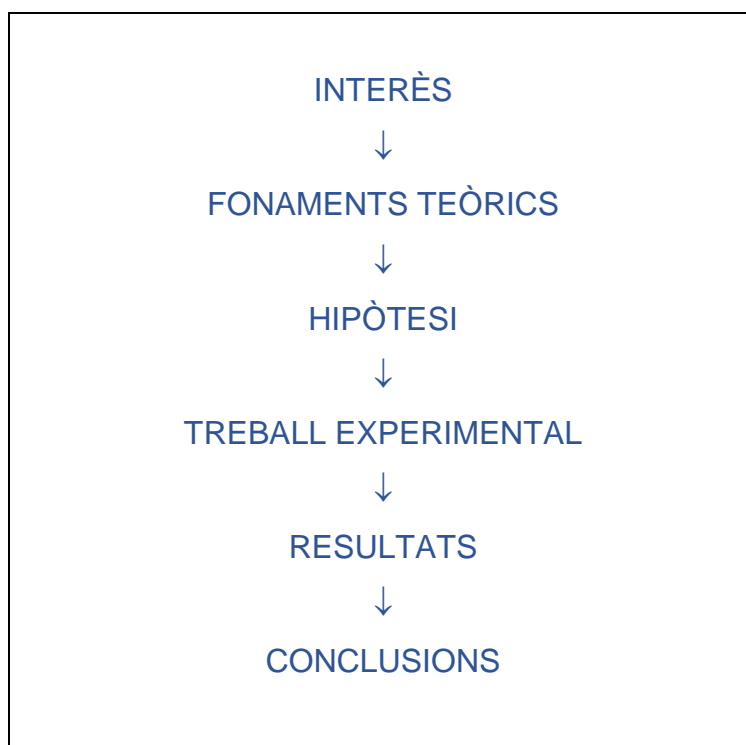 INTERÈS
↓
FONAMENTS TEÒRICS
↓
HIPÒTESI
↓
TREBALL EXPERIMENTAL
↓
RESULTATS
↓
CONCLUSIONS